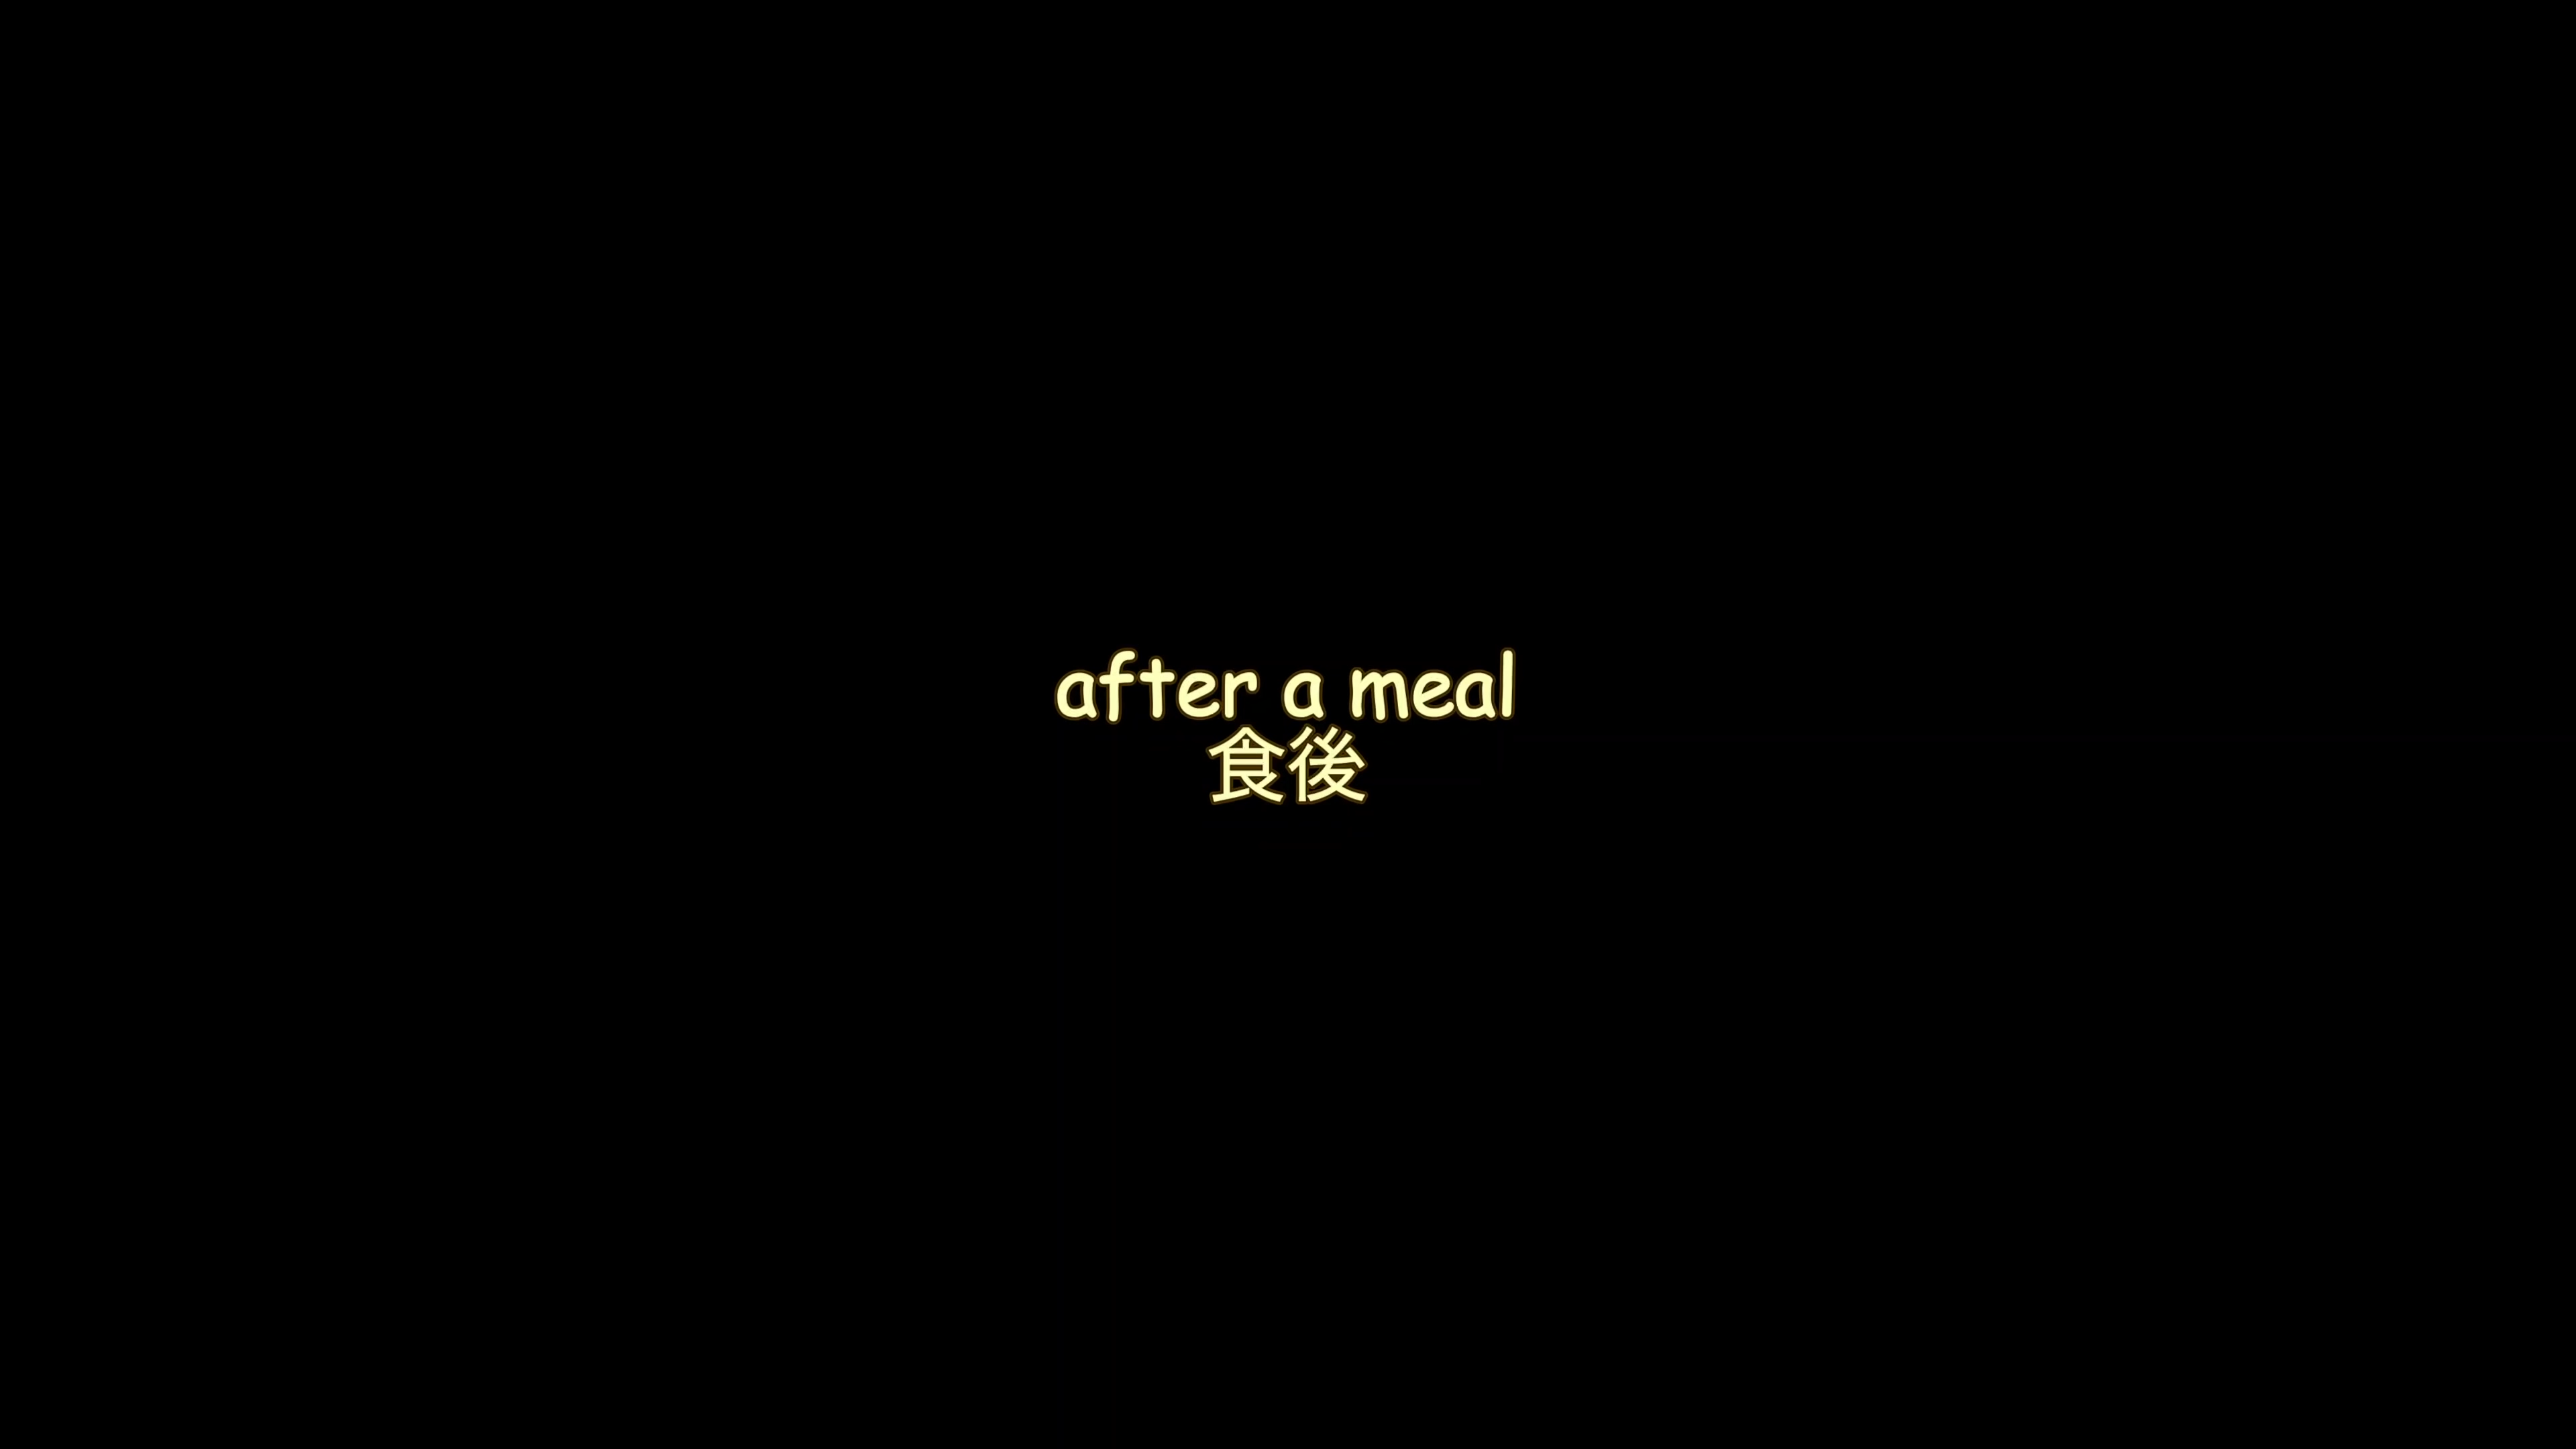 after a meal
食後